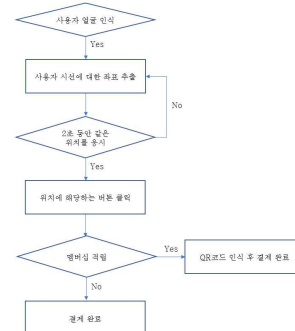 사용자 얼굴 인식
Yes
사용자 시선에 대한 좌표 추출
No
2초 동안 같은
위치를 응시
Yes
위치에 해당하는 버튼 클릭
멤버십 적립
Yes
QR코드 인식 후 결제 완료
No
결제 완료